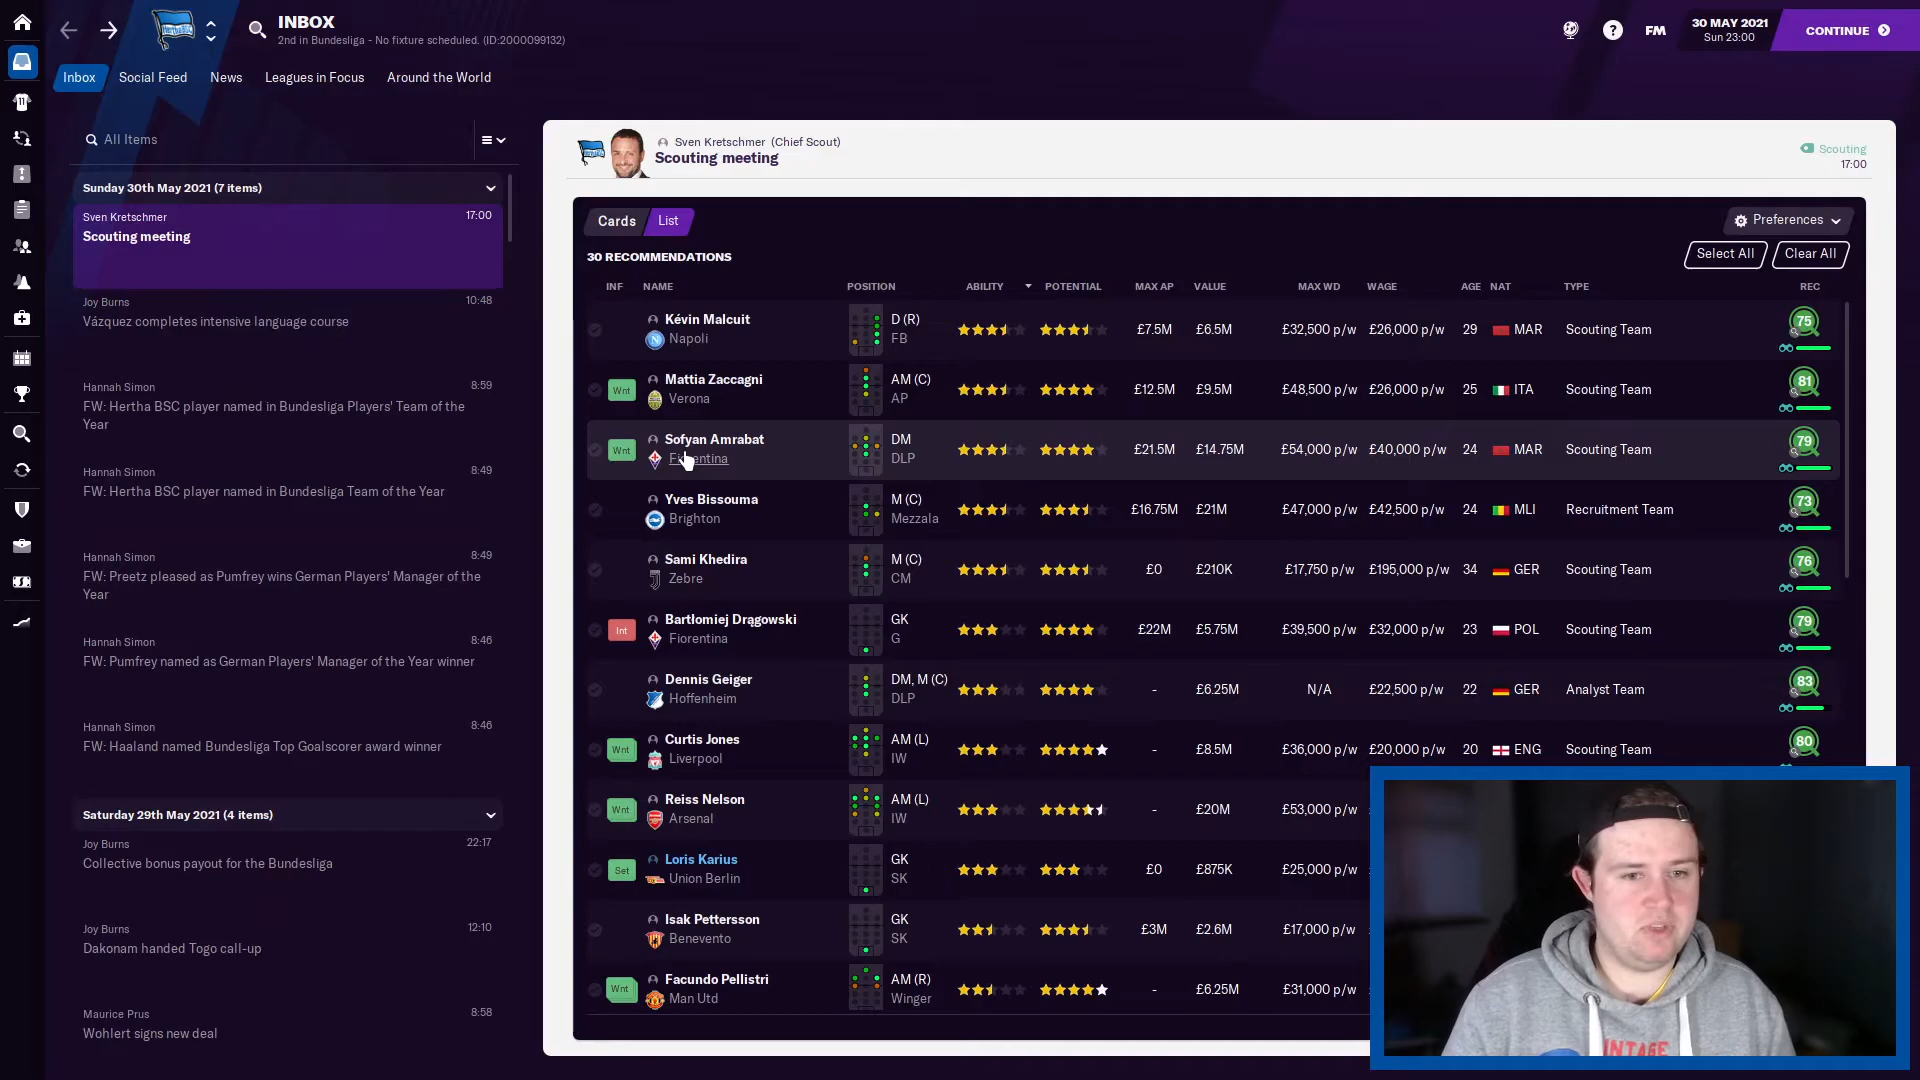 INBOX
2nd in Bundesliga - No fixture scheduled. (ID:2000099132)
FM
30 MAY 2021
Sun 23:00
CONTINUE
Inbox Social Feed News Leagues in Focus Around the World
All Items
Sunday 30th May 2021 (7 items)
Sven Kretschmer 17:00
Scouting meeting
Joy Burns 10:48
Vázquez completes intensive language course
Hannah Simon 8:59
FW: Hertha BSC player named in Bundesliga Players' Team of the
Year
Hannah Simon 8:49
FW: Hertha BSC player named in Bundesliga Team of the Year
Hannah Simon 8:49
FW: Preetz pleased as Pumfrey wins German Players' Manager of the
Year
Hannah Simon 8:46
FW: Pumfrey named as German Players' Manager of the Year winner
Hannah Simon 8:46
FW: Haaland named Bundesliga Top Goalscorer award winner
Saturday 29th May 2021 (4 items)
Joy Burns 22:17
Collective bonus payout for the Bundesliga
Joy Burns 12:10
Dakonam handed Togo call-up
Maurice Prus 8:58
Wohlert signs new deal
Sven Kretschmer (Chief Scout)
Scouting meeting
Scouting
17:00
Cards List
Preferences
30 RECOMMENDATIONS
Select All Clear All
INF NAME POSITION ABILITY POTENTIAL MAX AP VALUE MAX WD WAGE AGE NAT TYPE REC
Kévin Malcuit D (R) £7.5M £6.5M £32,500 p/w £26,000 p/w 29 MAR Scouting Team 75
Napoli FB
Wnt Mattia Zaccagni AM (C) £12.5M £9.5M £48,500 p/w £26,000 p/w 25 ITA Scouting Team 81
Verona AP
Wnt Sofyan Amrabat DM £21.5M £14.75M £54,000 p/w £40,000 p/w 24 MAR Scouting Team 79
Fiorentina DLP
Yves Bissouma M (C) £16.75M £21M £47,000 p/w £42,500 p/w 24 MLI Recruitment Team 73
Brighton Mezzala
Sami Khedira M (C) £0 £210K £17,750 p/w £195,000 p/w 34 GER Scouting Team 76
Zebre CM
Int Bartłomiej Drągowski GK £22M £5.75M £39,500 p/w £32,000 p/w 23 POL Scouting Team 79
Fiorentina G
Dennis Geiger DM, M (C) - £6.25M N/A £22,500 p/w 22 GER Analyst Team 83
Hoffenheim DLP
Wnt Curtis Jones AM (L) - £8.5M £36,000 p/w £20,000 p/w 20 ENG Scouting Team 80
Liverpool IW
Wnt Reiss Nelson AM (L) - £20M £53,000 p/w
Arsenal IW
Set Loris Karius GK £0 £875K £25,000 p/w
Union Berlin SK
Isak Pettersson GK £3M £2.6M £17,000 p/w
Benevento SK
Wnt Facundo Pellistri AM (R) - £6.25M £31,000 p/w
Man Utd Winger